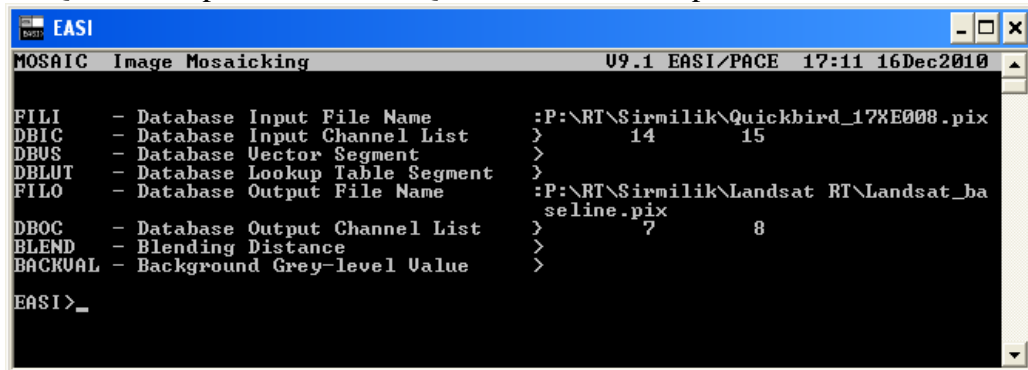 EASI
MOSAIC Image Mosaicking V9.1 EASI/PACE 17:11 16Dec2010
FILI - Database Input File Name :P:\RT\Sirmilik\Quickbird_17XE008.pix
DBIC - Database Input Channel List > 14 15
DBVS - Database Vector Segment >
DBLUT - Database Lookup Table Segment >
FILO - Database Output File Name :P:\RT\Sirmilik\Landsat RT\Landsat_ba
seline.pix
DBOC - Database Output Channel List > 7 8
BLEND - Blending Distance >
BACKVAL - Background Grey-level Value >
EASI>_